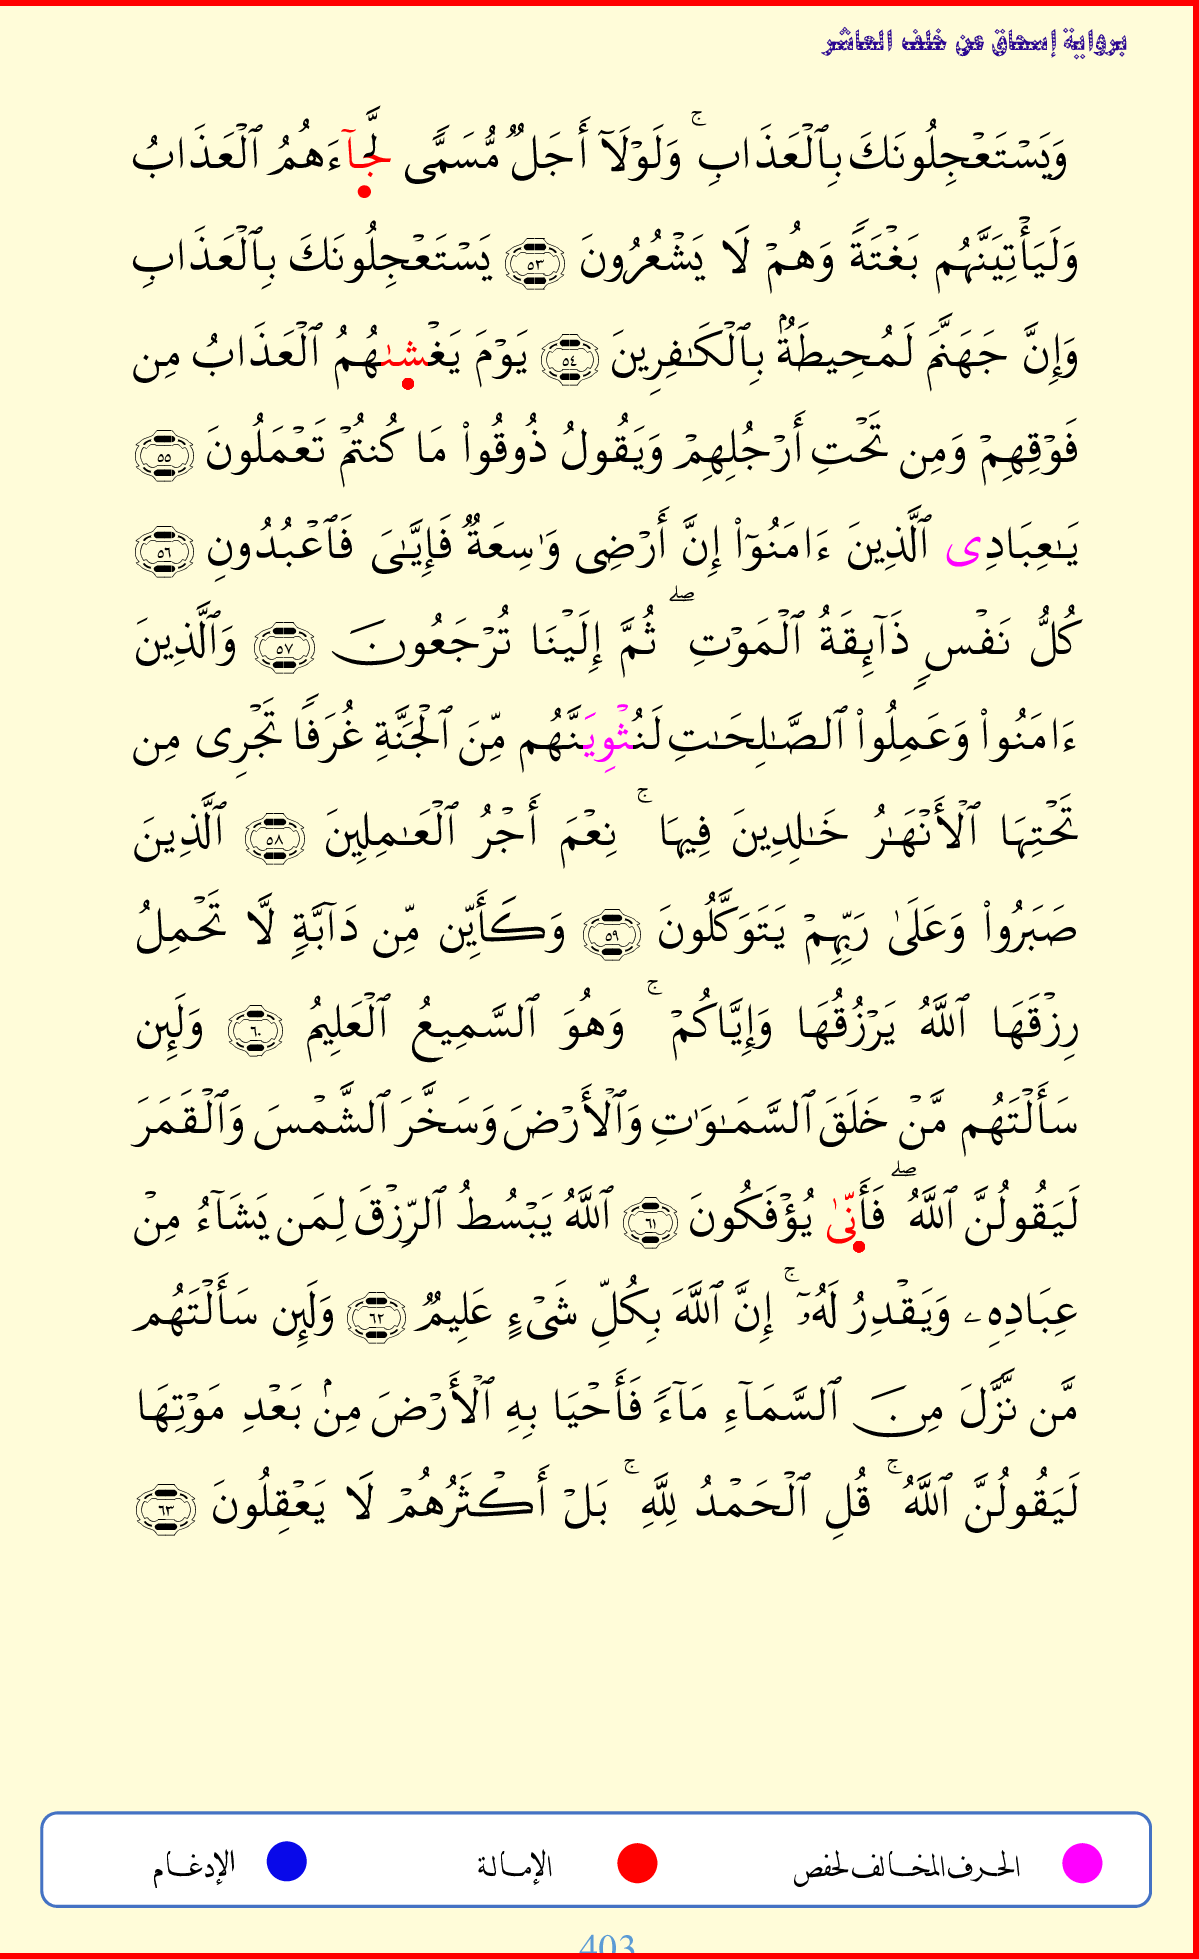 برواية إسحاق عن خلف العاشر
وَيَسۡتَعۡجِلُونَكَ بِٱلۡعَذَابِ ۚ وَلَوۡلَآ أَجَلٞ مُّسَمّٗى لَّجَآءَهُمُ ٱلۡعَذَابُ
وَلَيَأۡتِيَنَّهُم بَغۡتَةٗ وَهُمۡ لَا يَشۡعُرُونَ ٥٣ يَسۡتَعۡجِلُونَكَ بِٱلۡعَذَابِ
وَإِنَّ جَهَنَّمَ لَمُحِيطَةُۢ بِٱلۡكَٰفِرِينَ ٥٤ يَوۡمَ يَغۡشَىٰهُمُ ٱلۡعَذَابُ مِن
فَوۡقِهِمۡ وَمِن تَحۡتِ أَرۡجُلِهِمۡ وَيَقُولُ ذُوقُواْ مَا كُنتُمۡ تَعۡمَلُونَ ٥٥
يَٰعِبَادِى ٱلَّذِينَ ءَامَنُوٓاْ إِنَّ أَرۡضِى وَٰسِعَةٞ فَإِيَّٰىَ فَٱعۡبُدُونِ ٥٦
كُلُّ نَفۡسٖ ذَآئِقَةُ ٱلۡمَوۡتِ ۖ ثُمَّ إِلَيۡنَا تُرۡجَعُونَ ٥٧ وَٱلَّذِينَ
ءَامَنُواْ وَعَمِلُواْ ٱلصَّٰلِحَٰتِ لَنُثۡوِيَنَّهُم مِّنَ ٱلۡجَنَّةِ غُرَفٗا تَجۡرِى مِن
تَحۡتِهَا ٱلۡأَنۡهَٰرُ خَٰلِدِينَ فِيهَا ۚ نِعۡمَ أَجۡرُ ٱلۡعَٰمِلِينَ ٥٨ ٱلَّذِينَ
صَبَرُواْ وَعَلَىٰ رَبِّهِمۡ يَتَوَكَّلُونَ ٥٩ وَكَأَيِّن مِّن دَآبَّةٖ لَّا تَحۡمِلُ
رِزۡقَهَا ٱللَّهُ يَرۡزُقُهَا وَإِيَّاكُمۡ ۚ وَهُوَ ٱلسَّمِيعُ ٱلۡعَلِيمُ ٦٠ وَلَئِن
سَأَلۡتَهُم مَّنۡ خَلَقَ ٱلسَّمَٰوَٰتِ وَٱلۡأَرۡضَ وَسَخَّرَ ٱلشَّمۡسَ وَٱلۡقَمَرَ
لَيَقُولُنَّ ٱللَّهُ ۖ فَأَنَّىٰ يُؤۡفَكُونَ ٦١ ٱللَّهُ يَبۡسُطُ ٱلرِّزۡقَ لِمَن يَشَآءُ مِنۡ
عِبَادِهِۦ وَيَقۡدِرُ لَهُۥٓ ۚ إِنَّ ٱللَّهَ بِكُلِّ شَىۡءٍ عَلِيمٞ ٦٢ وَلَئِن سَأَلۡتَهُم
مَّن نَّزَّلَ مِنَ ٱلسَّمَآءِ مَآءٗ فَأَحۡيَا بِهِ ٱلۡأَرۡضَ مِنۢ بَعۡدِ مَوۡتِهَا
لَيَقُولُنَّ ٱللَّهُ ۚ قُلِ ٱلۡحَمۡدُ لِلَّهِ ۚ بَلۡ أَكۡثَرُهُمۡ لَا يَعۡقِلُونَ ٦٣
الحرف المخالف لحفص الإمالة الإدغام
403